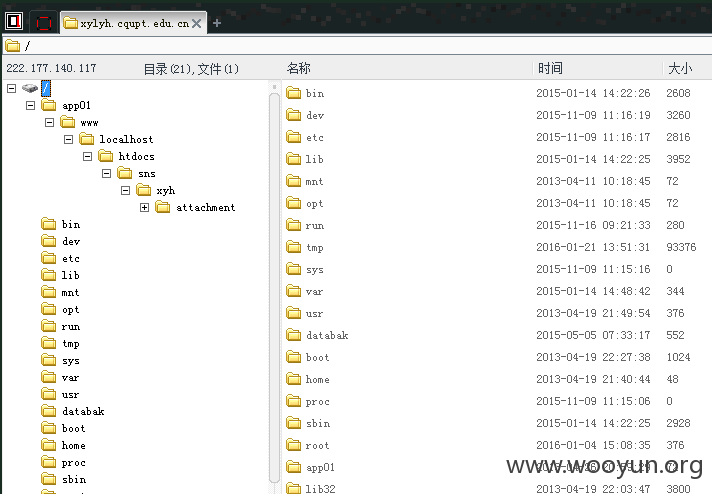 xylyh.cqupt.edu.cn
/
222.177.140.117 目录(21),文件(1) 名称 时间 大小
/
app01
www
localhost
htdocs
sns
xyh
attachment
bin
dev
etc
lib
mnt
opt
run
tmp
sys
var
usr
databak
boot
home
proc
sbin
bin 2015-01-14 14:22:26 2608
dev 2015-11-09 11:16:19 3260
etc 2015-11-09 11:16:17 2816
lib 2015-01-14 14:22:25 3952
mnt 2013-04-11 10:18:45 72
opt 2013-04-11 10:18:45 72
run 2015-11-16 09:21:33 280
tmp 2016-01-21 13:51:31 93376
sys 2015-11-09 11:15:16 0
var 2015-01-14 14:48:42 344
usr 2013-04-19 21:49:54 376
databak 2015-05-05 07:33:17 552
boot 2013-04-19 22:27:38 1024
home 2013-04-19 21:40:44 48
proc 2015-11-09 11:15:06 0
sbin 2015-01-14 14:22:25 2928
root 2016-01-04 15:08:35 376
app01
www.wooyun.org
lib32 2013-04-19 22:03:47 3800